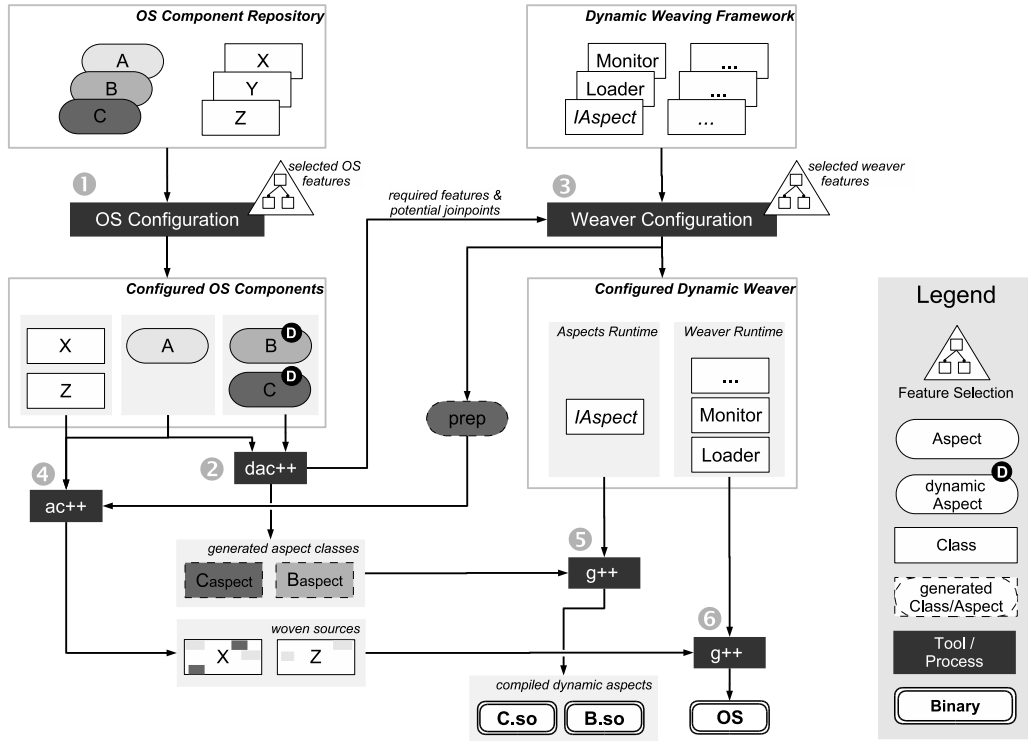 OS Component Repository
A
B
C
X
Y
Z
Dynamic Weaving Framework
Monitor
Loader
IAspect
...
...
...
1
selected OS
features
OS Configuration
required features &
potential joinpoints
3
selected weaver
features
Weaver Configuration
Configured OS Components
X
Z
A
B
D
C
D
Configured Dynamic Weaver
Aspects Runtime
IAspect
Weaver Runtime
...
Monitor
Loader
prep
2
dac++
4
ac++
generated aspect classes
Caspect
Baspect
5
g++
woven sources
X
Z
6
g++
compiled dynamic aspects
C.so
B.so
OS
Legend
Feature Selection
Aspect
D
dynamic
Aspect
Class
generated
Class/Aspect
Tool /
Process
Binary